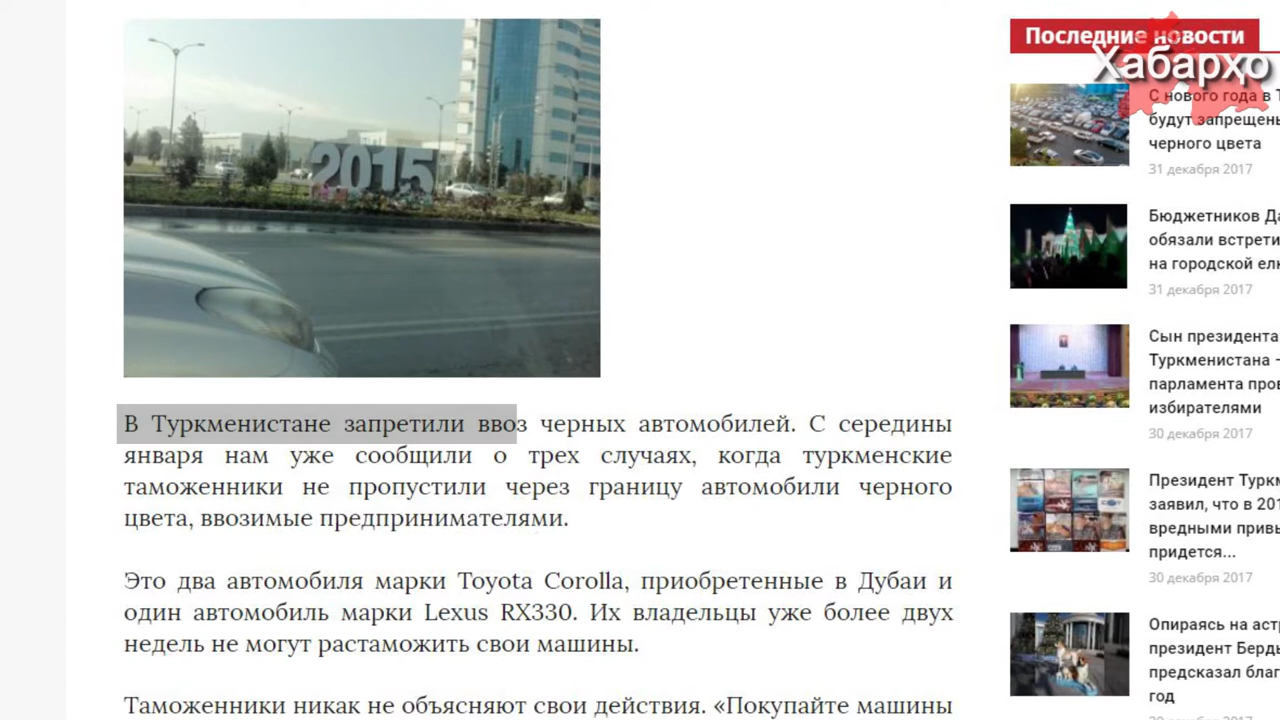 2015
В Туркменистане запретили ввоз черных автомобилей. С середины
января нам уже сообщили о трех случаях, когда туркменские
таможенники не пропустили через границу автомобили черного
цвета, ввозимые предпринимателями.
Это два автомобиля марки Toyota Corolla, приобретенные в Дубаи и
один автомобиль марки Lexus RX330. Их владельцы уже более двух
недель не могут растаможить свои машины.
Таможенники никак не объясняют свои действия. «Покупайте машины
Последние новости
Хабарҳо
С нового года в Т
будут запрещены
черного цвета
31 декабря 2017
Бюджетников Да
обязали встрети
на городской елк
31 декабря 2017
Сын президента
Туркменистана -
парламента пров
избирателями
30 декабря 2017
Президент Туркм
заявил, что в 201
вредными привы
придется...
30 декабря 2017
Опираясь на астр
президент Берды
предсказал благ
год